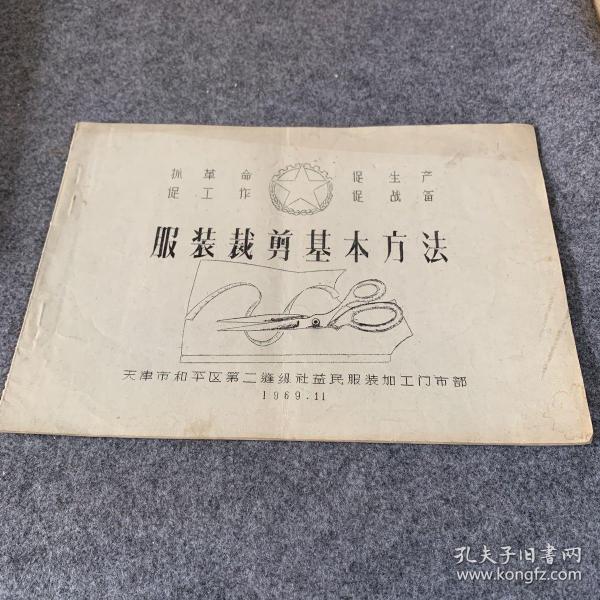 抓革命 促生产
促工作 促战备
服装裁剪基本方法
天津市和平区第二缝纫社益民服装加工门市部
1969.11
孔夫子旧书网
www.kongfz.com